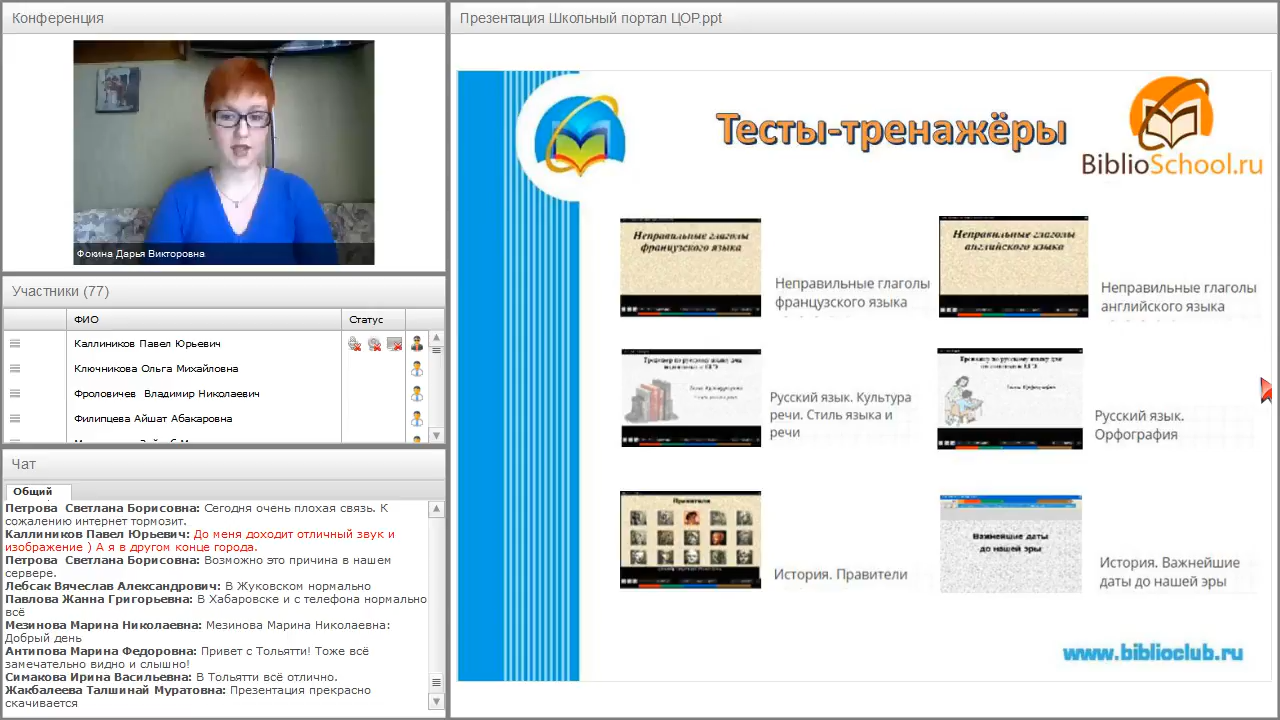 Конференция
Фокина Дарья Викторовна
Участники (77)
ФИО
Статус
Каллиников Павел Юрьевич
Ключникова Ольга Михайловна
Фроловичев Владимир Николаевич
Филипцева Айшат Абакаровна
Чат
Общий
Петрова Светлана Борисовна: Сегодня очень плохая связь. К
сожалению интернет тормозит.
Каллиников Павел Юрьевич: До меня доходит отличный звук и
изображение ) А я в другом конце города.
Петрова Светлана Борисовна: Возможно это причина в нашем
сервере.
Лысак Вячеслав Александрович: В Жуковском нормально
Павлова Жанна Григорьевна: В Хабаровске и с телефона нормально
все
Мезинова Марина Николаевна: Мезинова Марина Николаевна:
Добрый день
Антипова Марина Федоровна: Привет с Тольятти! Тоже всё
замечательно видно и слышно!
Симакова Ирина Васильевна: В Тольятти всё отлично.
Жакбалеева Талшинай Муратовна: Презентация прекрасно
скачивается
Презентация Школьный портал ЦОР.ppt
Тесты-тренажёры
BiblioSchool.ru
Неправильные глаголы
французского языка
Неправильные глаголы
французского языка
Неправильные глаголы
английского языка
Неправильные глаголы
английского языка
Русский язык. Культура
речи. Стиль языка и
речи
Русский язык.
Орфография
Правители
История. Правители
Важнейшие даты
до нашей эры
История. Важнейшие
даты до нашей эры
www.biblioclub.ru